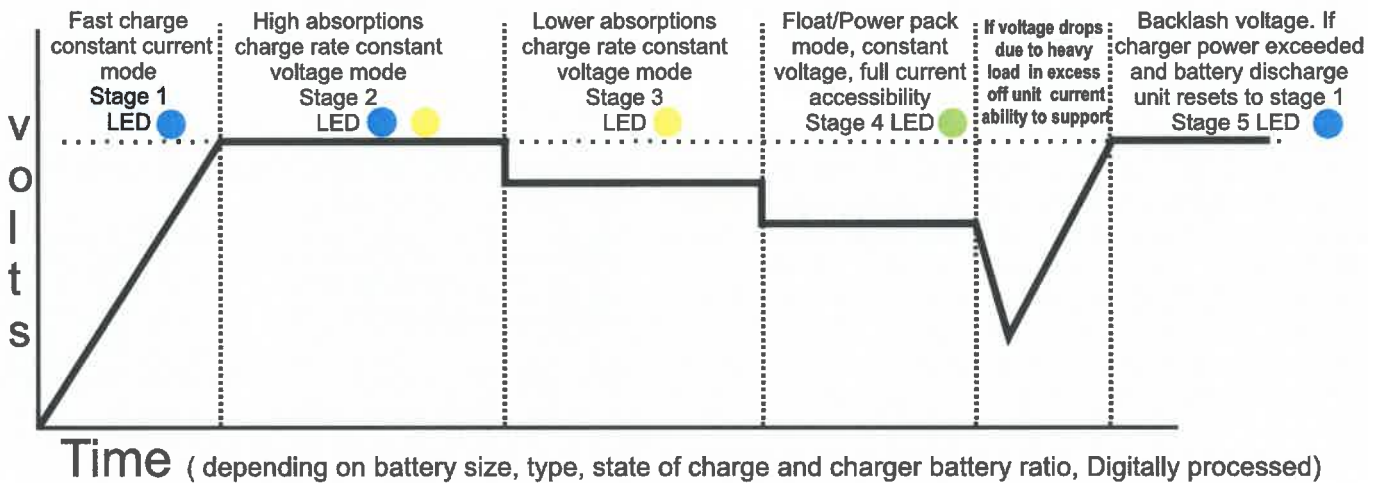 Fast charge
constant current
mode
Stage 1
LED
High absorptions
charge rate constant
voltage mode
Stage 2
LED
Lower absorptions
charge rate constant
voltage mode
Stage 3
LED
Float/Power pack
mode, constant
voltage, full current
accessibility
Stage 4 LED
If voltage drops
due to heavy
load in excess
off unit current
ability to support
Backlash voltage. If
charger power exceeded
and battery discharge
unit resets to stage 1
Stage 5 LED
volts
Time ( depending on battery size, type, state of charge and charger battery ratio, Digitally processed)